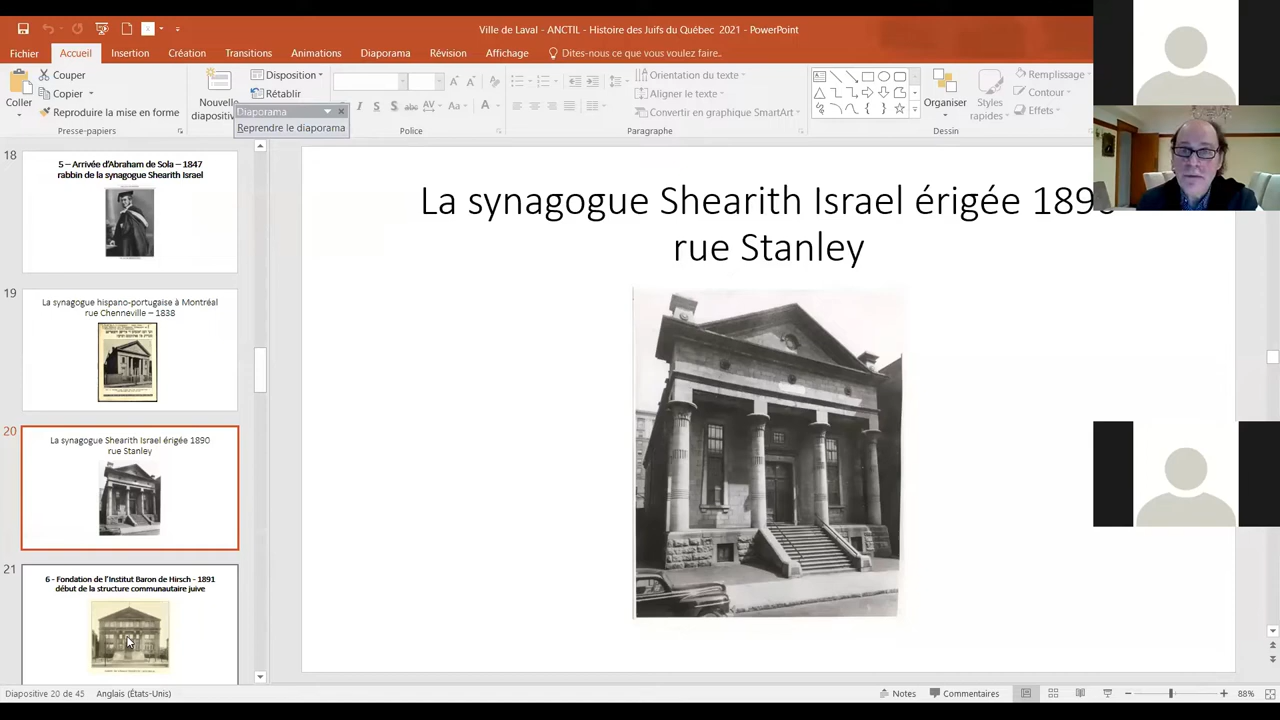 Ville de Laval - ANCTIL - Histoire des Juifs du Québec 2021 - PowerPoint
Fichier Accueil Insertion Création Transitions Animations Diaporama Révision Affichage Dites-nous ce que vous voulez faire..
Coller
Couper
Copier
Reproduire la mise en forme
Presse-papiers
Nouvelle
diapositive
Disposition
Rétablir
Diaporama
Reprendre le diaporama
Police
Orientation du texte
Aligner le texte
Convertir en graphique SmartArt
Paragraphe
Organiser
Styles
rapides
Remplissage
Contour
Effets
Dessin
18
5 – Arrivée d'Abraham de Sola – 1847
rabbin de la synagogue Shearith Israel
19
La synagogue hispano-portugaise à Montréal
rue Chenneville – 1838
20
La synagogue Shearith Israel érigée 1890
rue Stanley
21
6 - Fondation de l'Institut Baron de Hirsch - 1891
début de la structure communautaire juive
La synagogue Shearith Israel érigée 1890
rue Stanley
Diapositive 20 de 45 Anglais (États-Unis) Notes Commentaires 88%